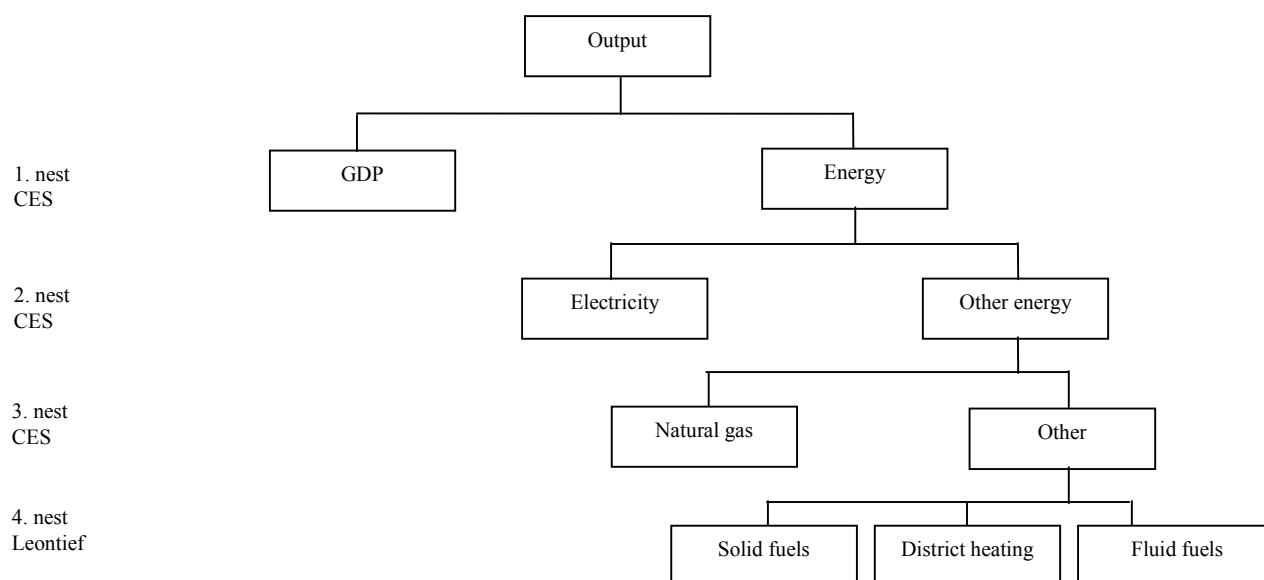 Output
1. nest
CES
GDP
Energy
2. nest
CES
Electricity
Other energy
3. nest
CES
Natural gas
Other
4. nest
Leontief
Solid fuels
District heating
Fluid fuels